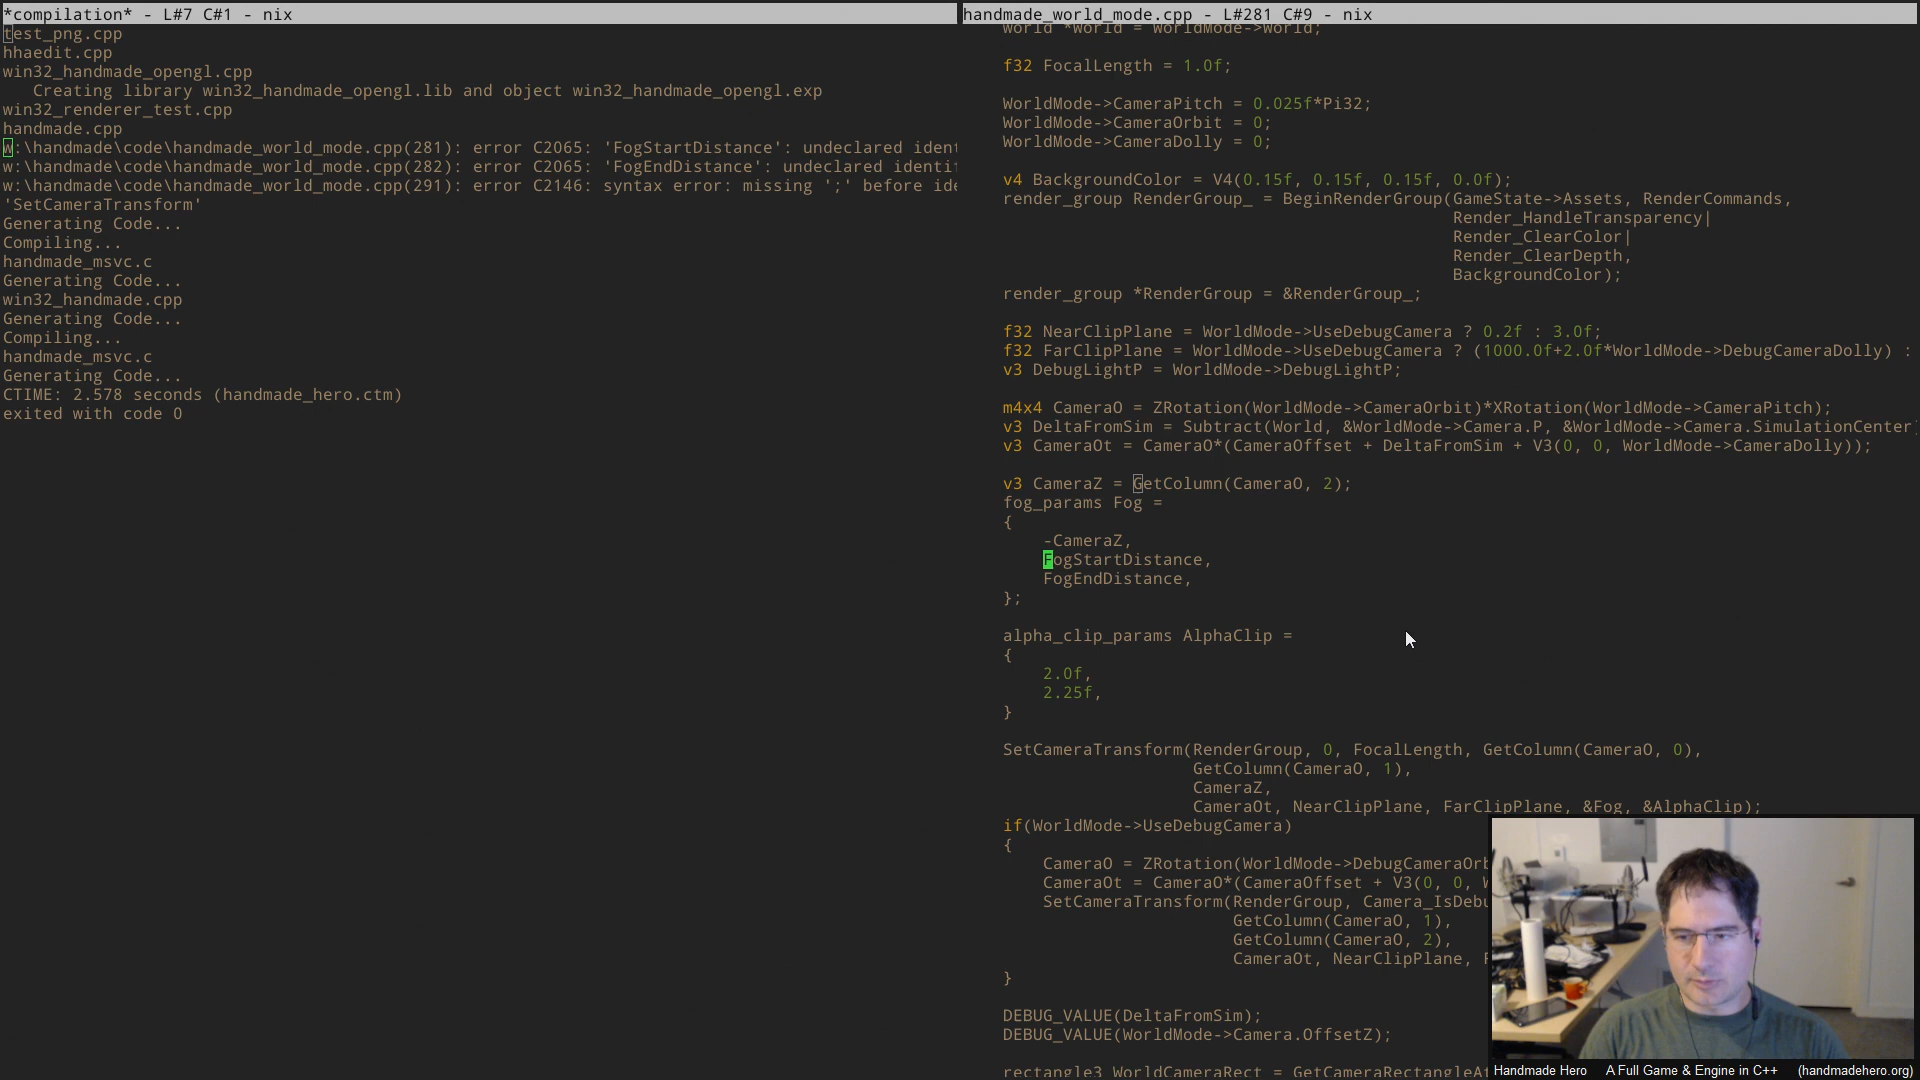 *compilation* - L#7 C#1 - nix
test_png.cpp
hhaedit.cpp
win32_handmade_opengl.cpp
   Creating library win32_handmade_opengl.lib and object win32_handmade_opengl.exp
win32_renderer_test.cpp
handmade.cpp
w:\handmade\code\handmade_world_mode.cpp(281): error C2065: 'FogStartDistance': undeclared ident
w:\handmade\code\handmade_world_mode.cpp(282): error C2065: 'FogEndDistance': undeclared identif
w:\handmade\code\handmade_world_mode.cpp(291): error C2146: syntax error: missing ';' before ide
'SetCameraTransform'
Generating Code...
Compiling...
handmade_msvc.c
Generating Code...
win32_handmade.cpp
Generating Code...
Compiling...
handmade_msvc.c
Generating Code...
CTIME: 2.578 seconds (handmade_hero.ctm)
exited with code 0
handmade_world_mode.cpp - L#281 C#9 - nix
world *World = WorldMode->World;
f32 FocalLength = 1.0f;
WorldMode->CameraPitch = 0.025f*Pi32;
WorldMode->CameraOrbit = 0;
WorldMode->CameraDolly = 0;
v4 BackgroundColor = V4(0.15f, 0.15f, 0.15f, 0.0f);
render_group RenderGroup_ = BeginRenderGroup(GameState->Assets, RenderCommands,
Render_HandleTransparency|
Render_ClearColor|
Render_ClearDepth,
BackgroundColor);
render_group *RenderGroup = &RenderGroup_;
f32 NearClipPlane = WorldMode->UseDebugCamera ? 0.2f : 3.0f;
f32 FarClipPlane = WorldMode->UseDebugCamera ? (1000.0f+2.0f*WorldMode->DebugCameraDolly) :
v3 DebugLightP = WorldMode->DebugLightP;
m4x4 CameraO = ZRotation(WorldMode->CameraOrbit)*XRotation(WorldMode->CameraPitch);
v3 DeltaFromSim = Subtract(World, &WorldMode->Camera.P, &WorldMode->Camera.SimulationCenter
v3 CameraOt = CameraO*(CameraOffset + DeltaFromSim + V3(0, 0, WorldMode->CameraDolly));
v3 CameraZ = GetColumn(CameraO, 2);
fog_params Fog =
{
    -CameraZ,
    FogStartDistance,
    FogEndDistance,
};
alpha_clip_params AlphaClip =
{
    2.0f,
    2.25f,
}
SetCameraTransform(RenderGroup, 0, FocalLength, GetColumn(CameraO, 0),
GetColumn(CameraO, 1),
CameraZ,
CameraOt, NearClipPlane, FarClipPlane, &Fog, &AlphaClip);
if(WorldMode->UseDebugCamera)
{
    CameraO = ZRotation(WorldMode->DebugCameraOrb
    CameraOt = CameraO*(CameraOffset + V3(0, 0, W
    SetCameraTransform(RenderGroup, Camera_IsDebu
GetColumn(CameraO, 1),
GetColumn(CameraO, 2),
CameraOt, NearClipPlane, F
}
DEBUG_VALUE(DeltaFromSim);
DEBUG_VALUE(WorldMode->Camera.OffsetZ);
rectangle3 WorldCameraRect = GetCameraRectangleAt
Handmade Hero A Full Game & Engine in C++ (handmadehero.org)